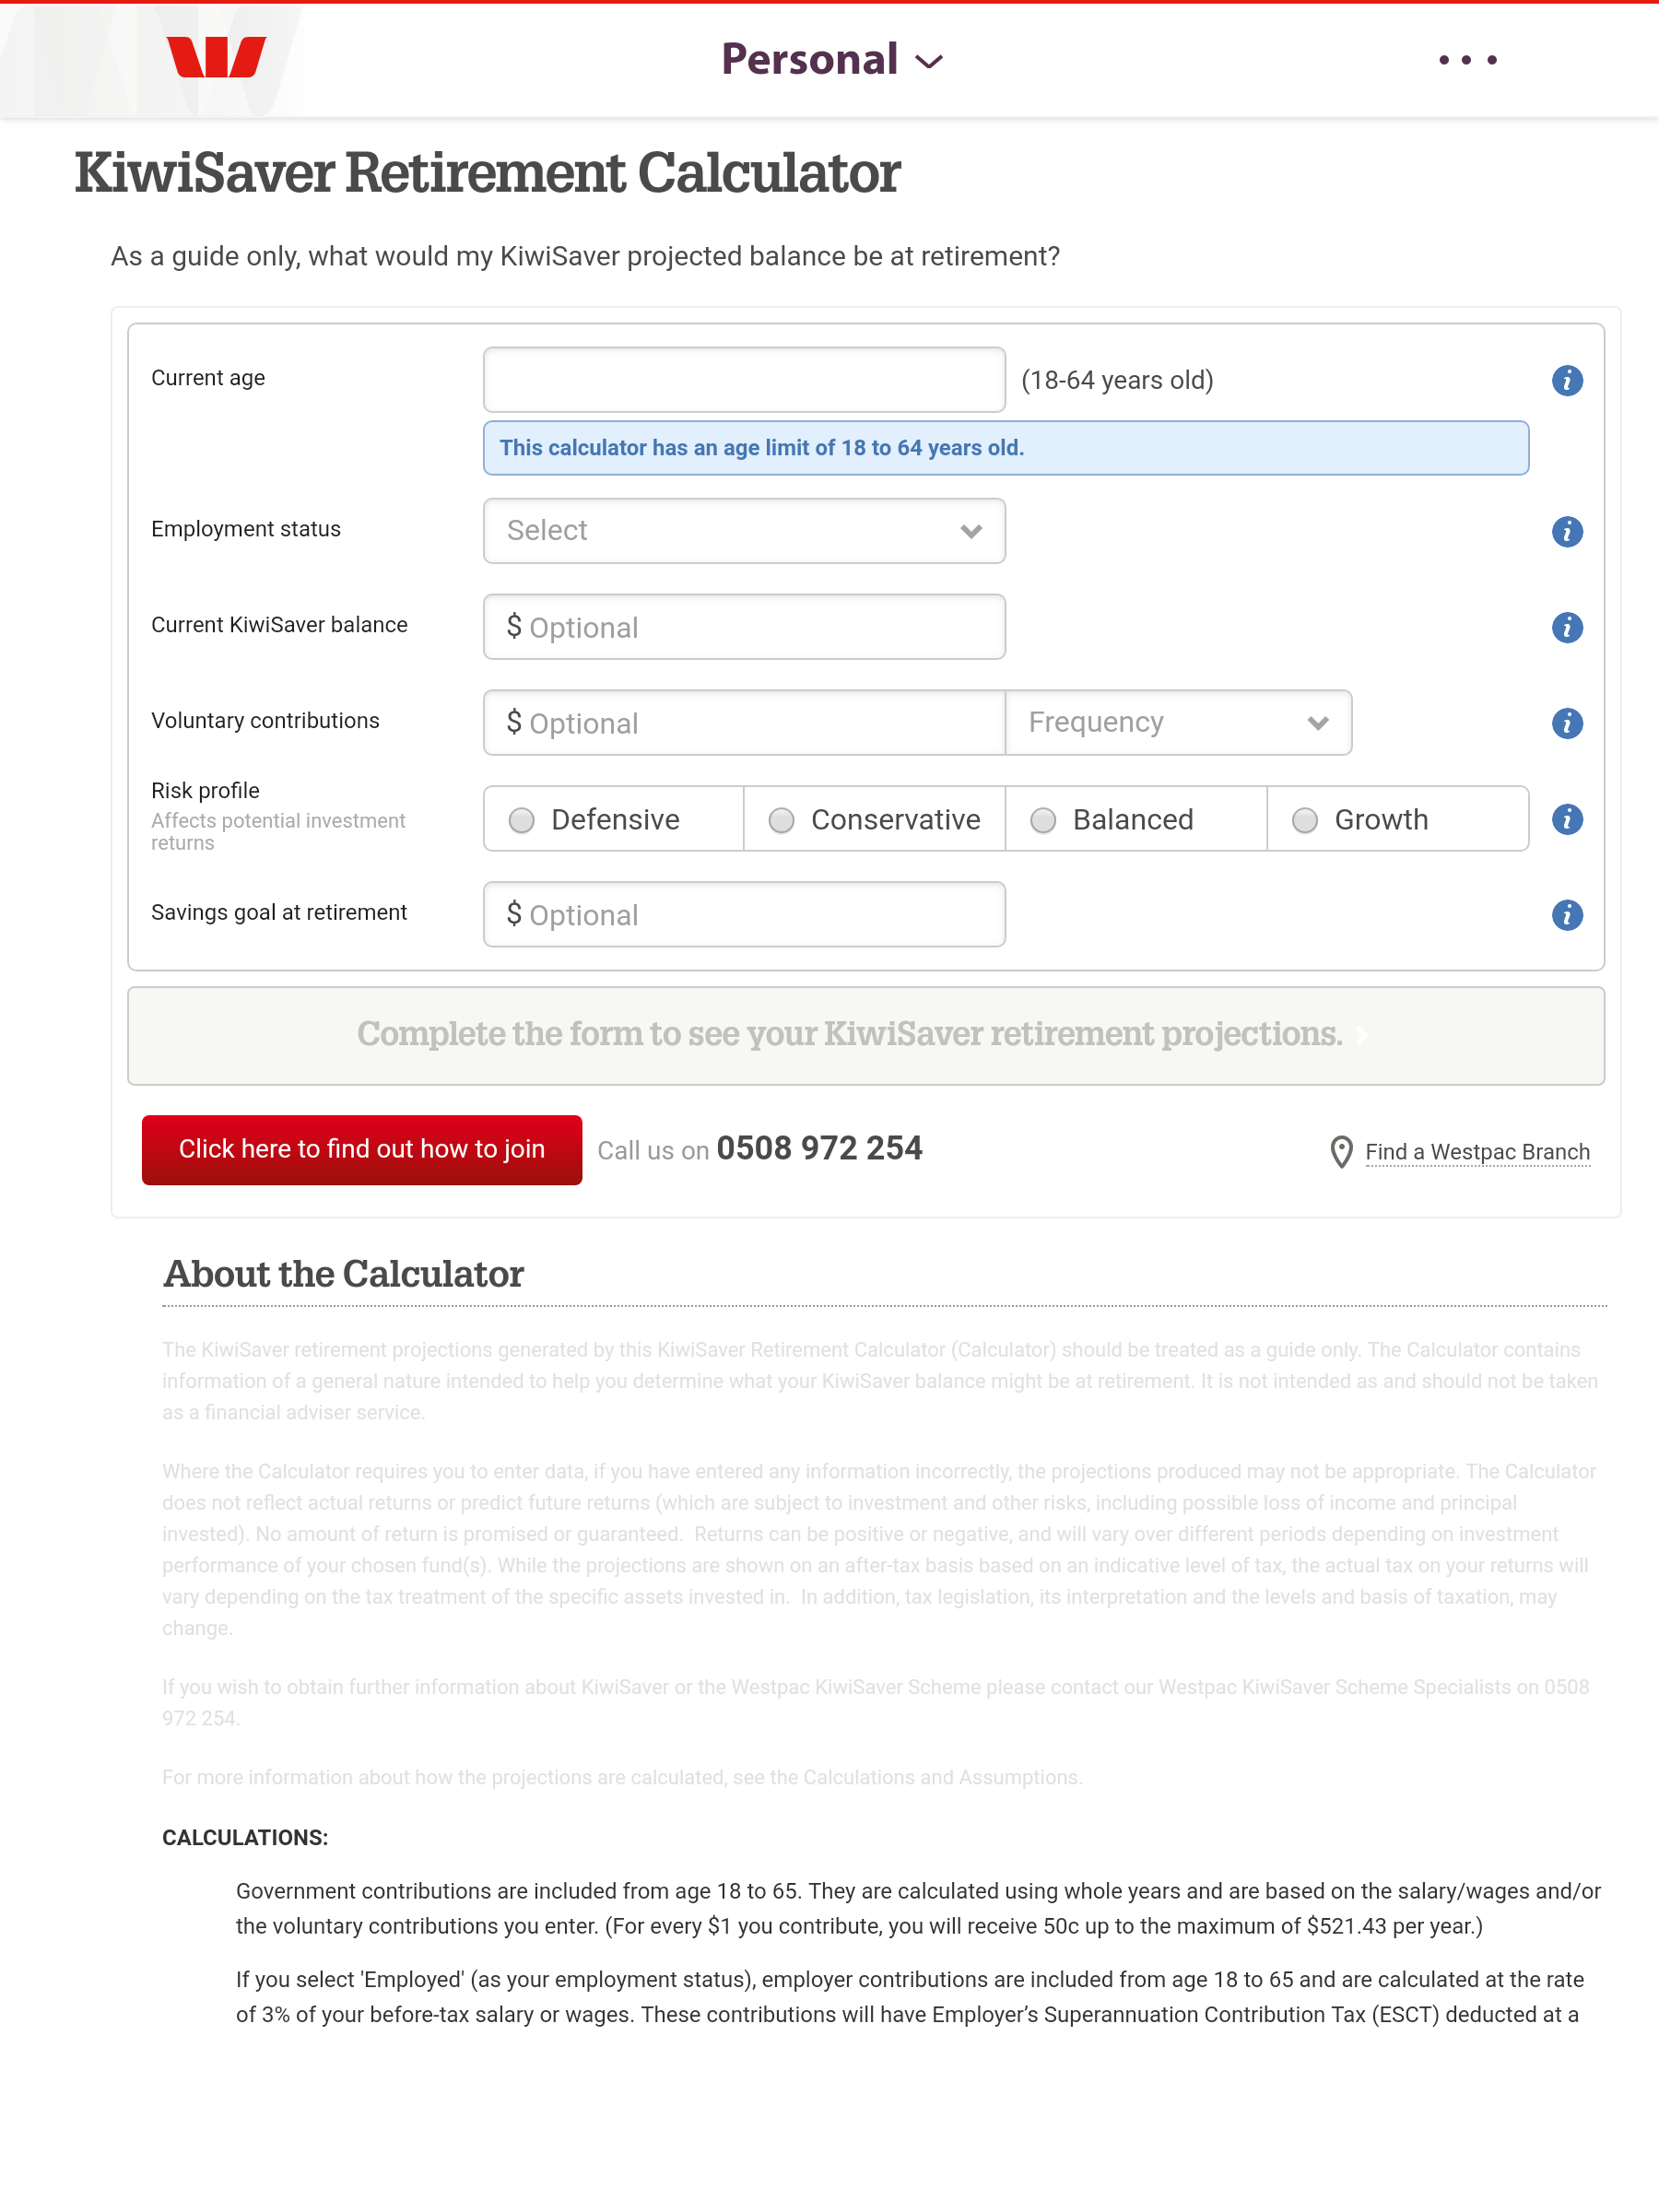 Personal
KiwiSaver Retirement Calculator
As a guide only, what would my KiwiSaver projected balance be at retirement?
Current age
(18-64 years old)
This calculator has an age limit of 18 to 64 years old.
Employment status
Select
Current KiwiSaver balance
$ Optional
Voluntary contributions
$ Optional
Frequency
Risk profile
Affects potential investment
returns
Defensive
Conservative
Balanced
Growth
Savings goal at retirement
$ Optional
Complete the form to see your KiwiSaver retirement projections.
Click here to find out how to join
Call us on 0508 972 254
Find a Westpac Branch
About the Calculator
The KiwiSaver retirement projections generated by this KiwiSaver Retirement Calculator (Calculator) should be treated as a guide only. The Calculator contains
information of a general nature intended to help you determine what your KiwiSaver balance might be at retirement. It is not intended as and should not be taken
as a financial adviser service.
Where the Calculator requires you to enter data, if you have entered any information incorrectly, the projections produced may not be appropriate. The Calculator
does not reflect actual returns or predict future returns (which are subject to investment and other risks, including possible loss of income and principal
invested). No amount of return is promised or guaranteed.  Returns can be positive or negative, and will vary over different periods depending on investment
performance of your chosen fund(s). While the projections are shown on an after-tax basis based on an indicative level of tax, the actual tax on your returns will
vary depending on the tax treatment of the specific assets invested in.  In addition, tax legislation, its interpretation and the levels and basis of taxation, may
change.
If you wish to obtain further information about KiwiSaver or the Westpac KiwiSaver Scheme please contact our Westpac KiwiSaver Scheme Specialists on 0508
972 254.
For more information about how the projections are calculated, see the Calculations and Assumptions.
CALCULATIONS:
Government contributions are included from age 18 to 65. They are calculated using whole years and are based on the salary/wages and/or
the voluntary contributions you enter. (For every $1 you contribute, you will receive 50c up to the maximum of $521.43 per year.)
If you select 'Employed' (as your employment status), employer contributions are included from age 18 to 65 and are calculated at the rate
of 3% of your before-tax salary or wages. These contributions will have Employer’s Superannuation Contribution Tax (ESCT) deducted at a